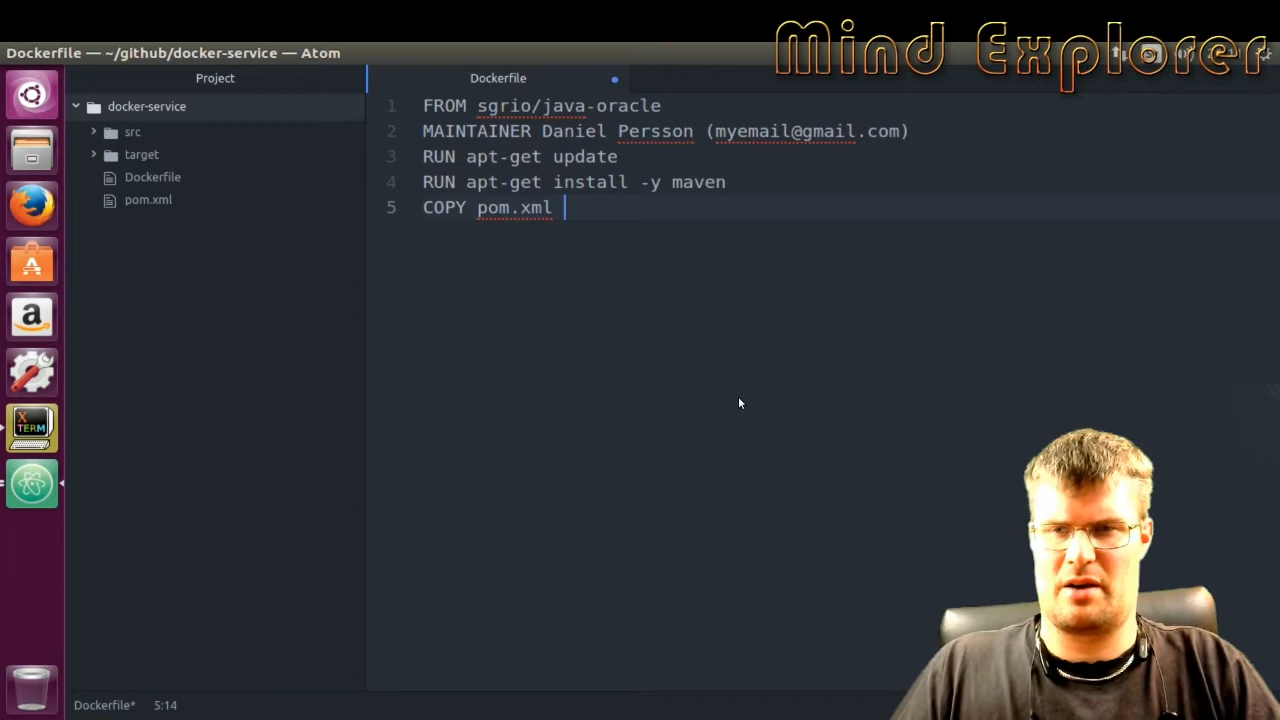 Mind Explorer
Dockerfile — ~/github/docker-service — Atom
Project
Dockerfile
docker-service
src
target
Dockerfile
pom.xml
1 FROM sgrio/java-oracle
2 MAINTAINER Daniel Persson (myemail@gmail.com)
3 RUN apt-get update
4 RUN apt-get install -y maven
5 COPY pom.xml
X
TERM
a
Dockerfile* 5:14